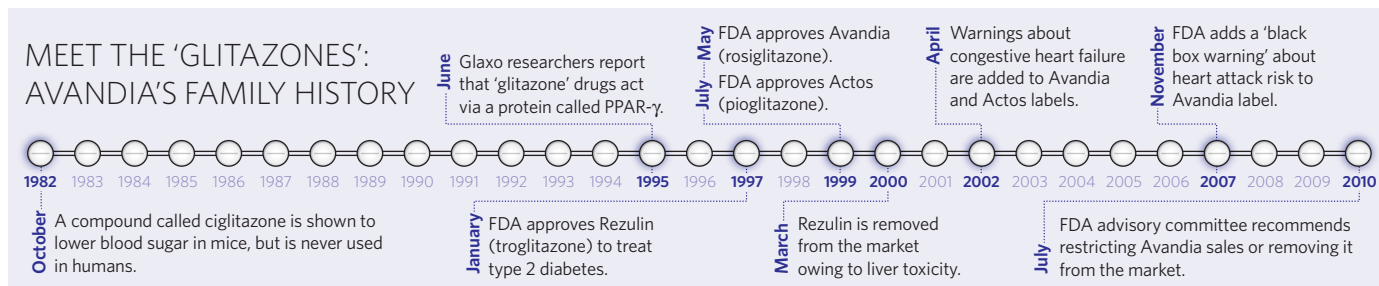 MEET THE ‘GLITAZONES’:
AVANDIA’S FAMILY HISTORY
June
Glaxo researchers report
that ‘glitazone’ drugs act
via a protein called PPAR-γ.
May
FDA approves Avandia
(rosiglitazone).
July
FDA approves Actos
(pioglitazone).
April
Warnings about
congestive heart failure
are added to Avandia
and Actos labels.
November
FDA adds a ‘black
box warning’ about
heart attack risk to
Avandia label.
1982 1983 1984 1985 1986 1987 1988 1989 1990 1991 1992 1993 1994 1995 1996 1997 1998 1999 2000 2001 2002 2003 2004 2005 2006 2007 2008 2009 2010
October
A compound called ciglitazone is shown to
lower blood sugar in mice, but is never used
in humans.
January
FDA approves Rezulin
(troglitazone) to treat
type 2 diabetes.
March
Rezulin is removed
from the market
owing to liver toxicity.
July
FDA advisory committee recommends
restricting Avandia sales or removing it
from the market.